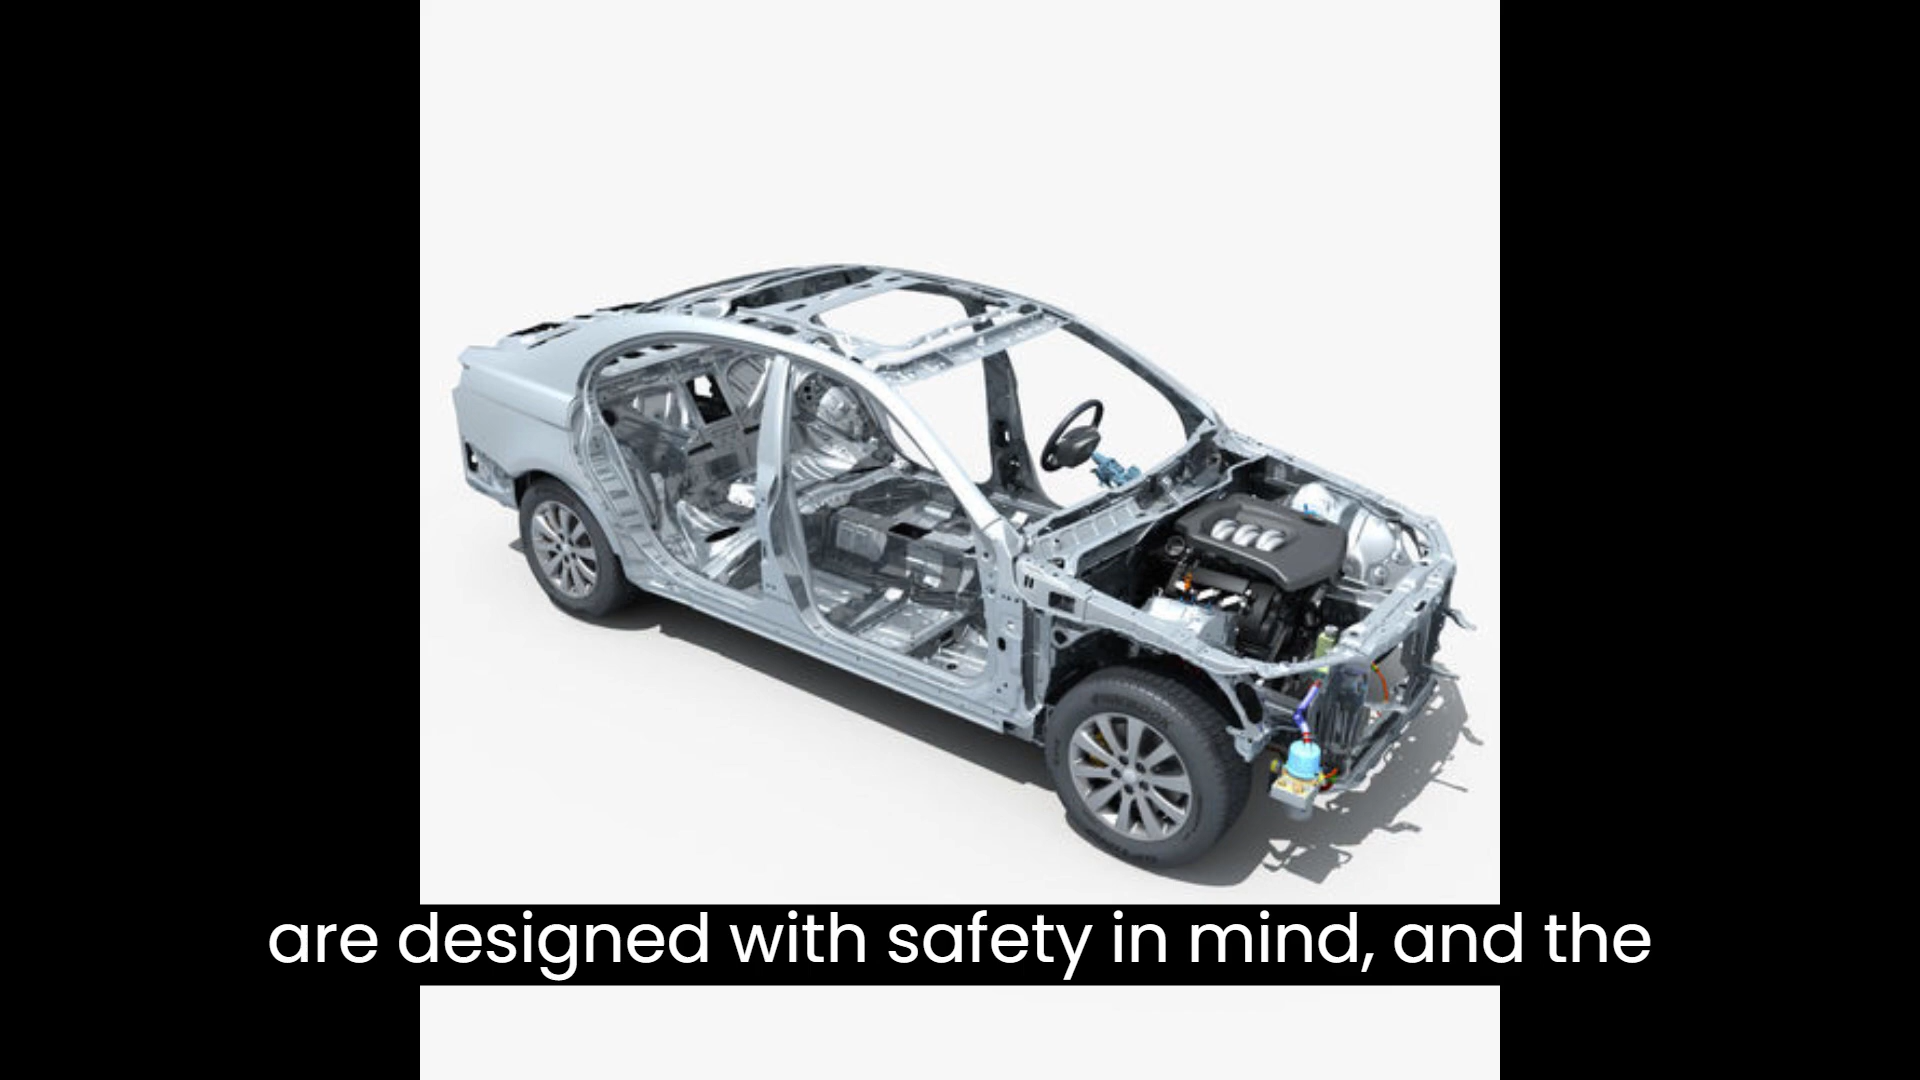 are designed with safety in mind, and the